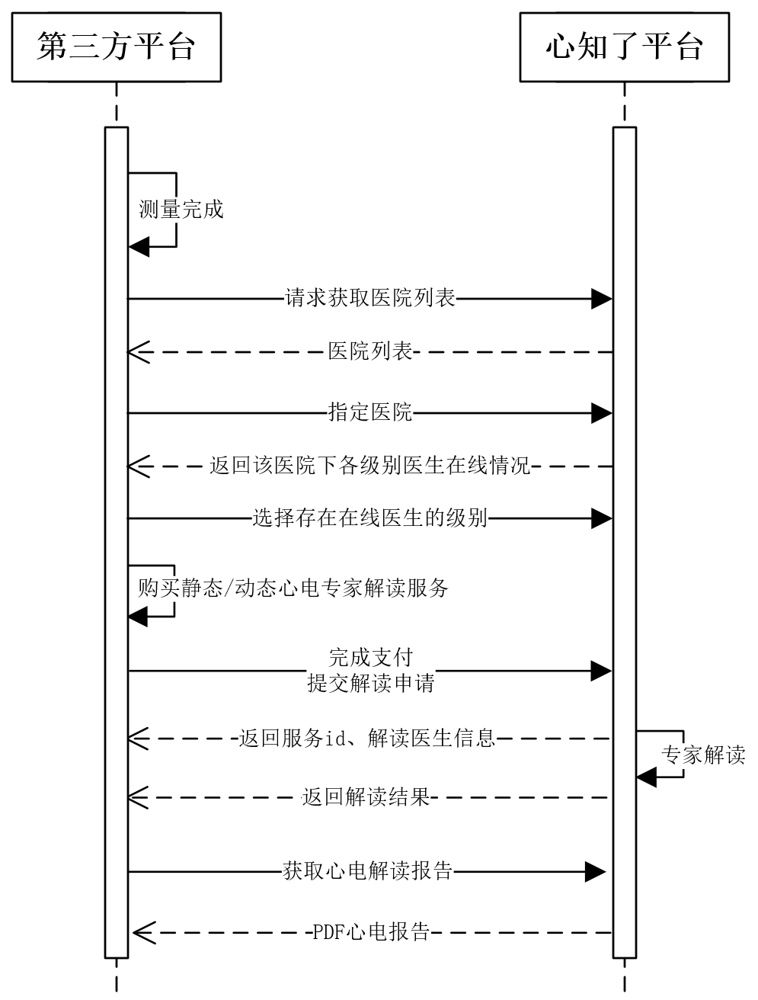 第三方平台
心知了平台
测量完成
请求获取医院列表
医院列表
指定医院
返回该医院下各级别医生在线情况
选择存在在线医生的级别
购买静态/动态心电专家解读服务
完成支付
提交解读申请
返回服务id、解读医生信息
专家解读
返回解读结果
获取心电解读报告
PDF心电报告